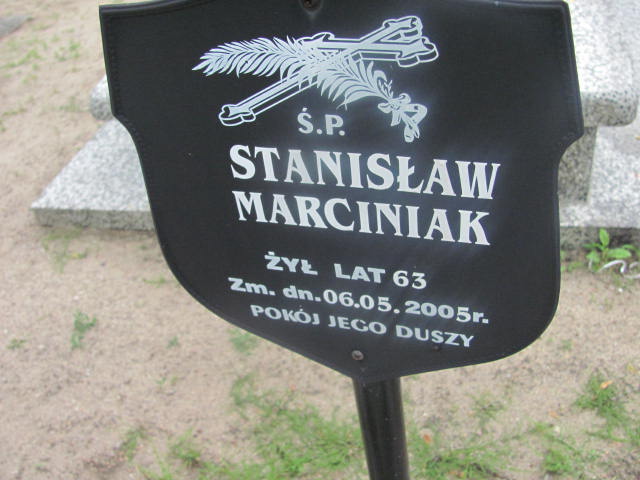 Ś.P.
STANISŁAW
MARCINIAK
ŻYŁ LAT 63
Zm. dn. 06.05.2005r.
POKÓJ JEGO DUSZY